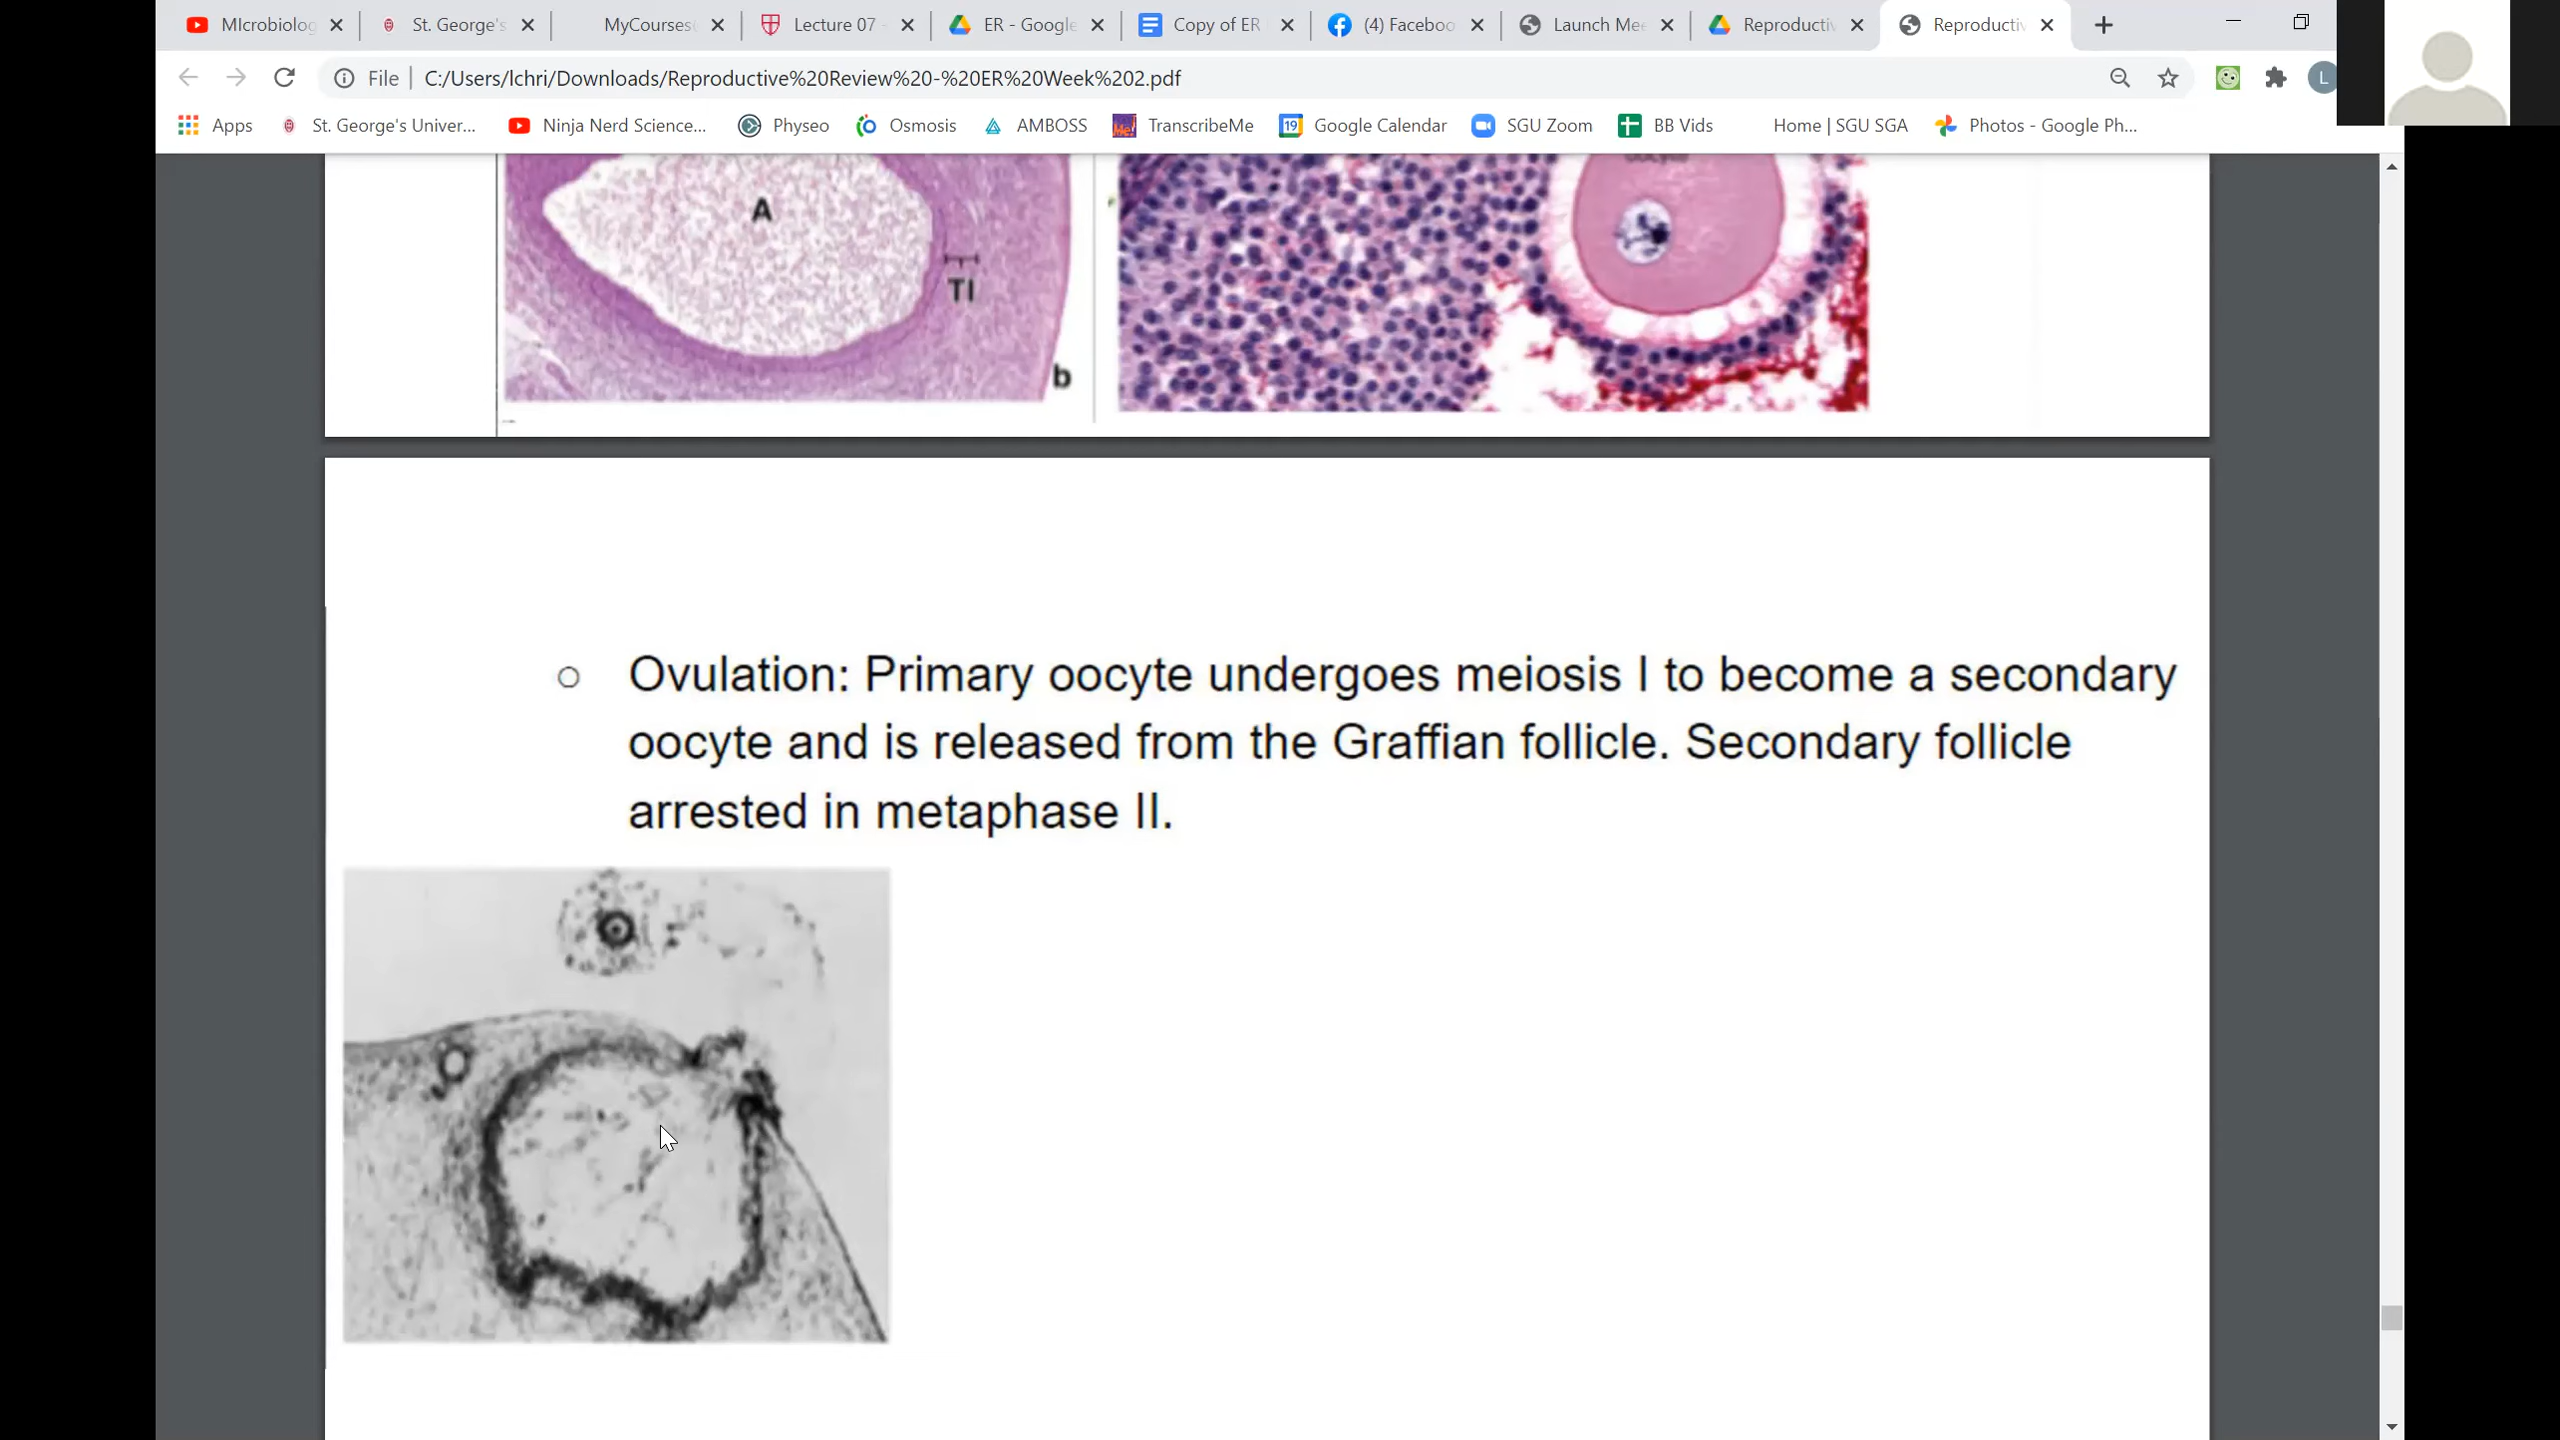 MIcrobiolog
St. George's
MyCourses
Lecture 07 -
ER - Google
Copy of ER
(4) Faceboo
Launch Mee
Reproductiv
Reproductiv
File
C:/Users/lchri/Downloads/Reproductive%20Review%20-%20ER%20Week%202.pdf
L
Apps
St. George's Univer...
Ninja Nerd Science...
Physeo
Osmosis
AMBOSS
TranscribeMe
19
Google Calendar
SGU Zoom
BB Vids
Home | SGU SGA
Photos - Google Ph...
A
TI
b
Ovulation: Primary oocyte undergoes meiosis I to become a secondary
oocyte and is released from the Graffian follicle. Secondary follicle
arrested in metaphase II.